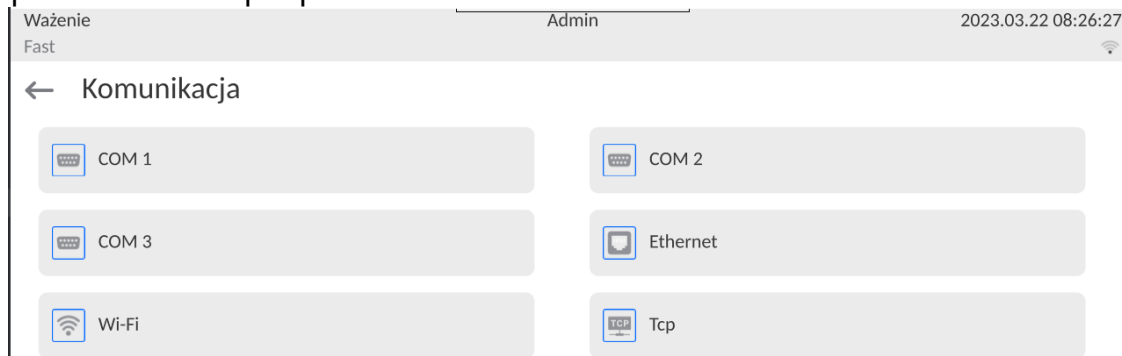 Ważenie Admin 2023.03.22 08:26:27
Fast
Komunikacja
COM 1 COM 2
COM 3 Ethernet
Wi-Fi TCP Tcp